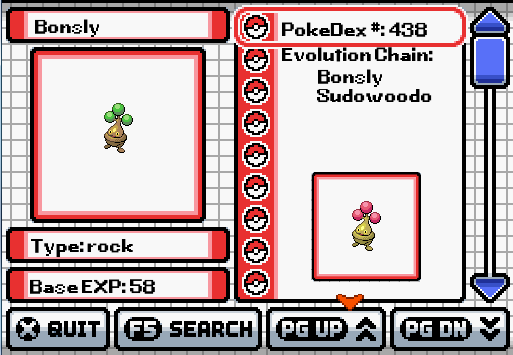 Bonsly
PokeDex #: 438
Evolution Chain:
Bonsly
Sudowoodo
Type: rock
Base EXP: 58
X QUIT
F5 SEARCH
PG UP
PG DN